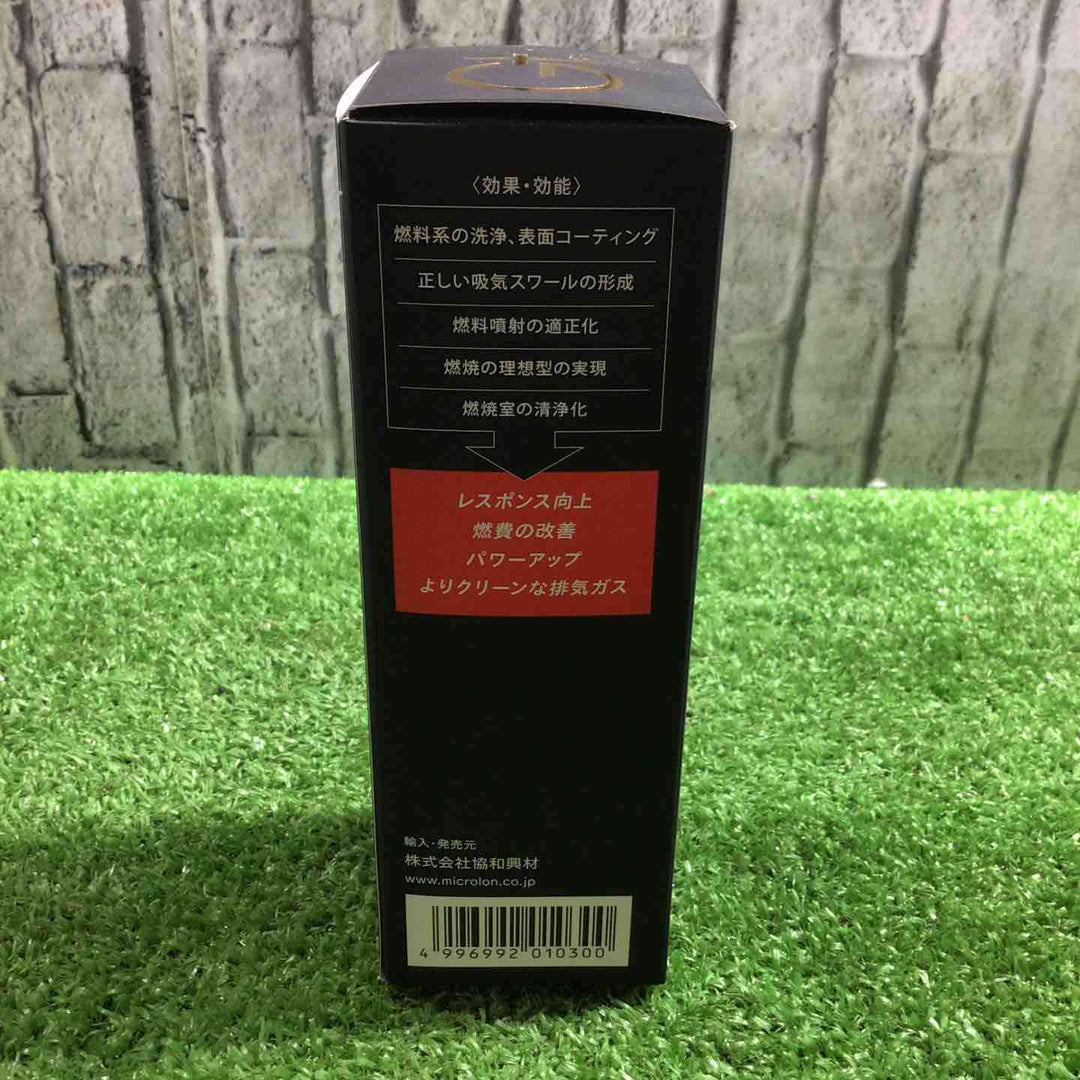 〈効果・効能〉
燃料系の洗浄、表面コーティング
正しい吸気スワールの形成
燃料噴射の適正化
燃焼の理想型の実現
燃焼室の清浄化
レスポンス向上
燃費の改善
パワーアップ
よりクリーンな排気ガス
輸入・発売元
株式会社協和興材
www.microlon.co.jp
4 996992 010300